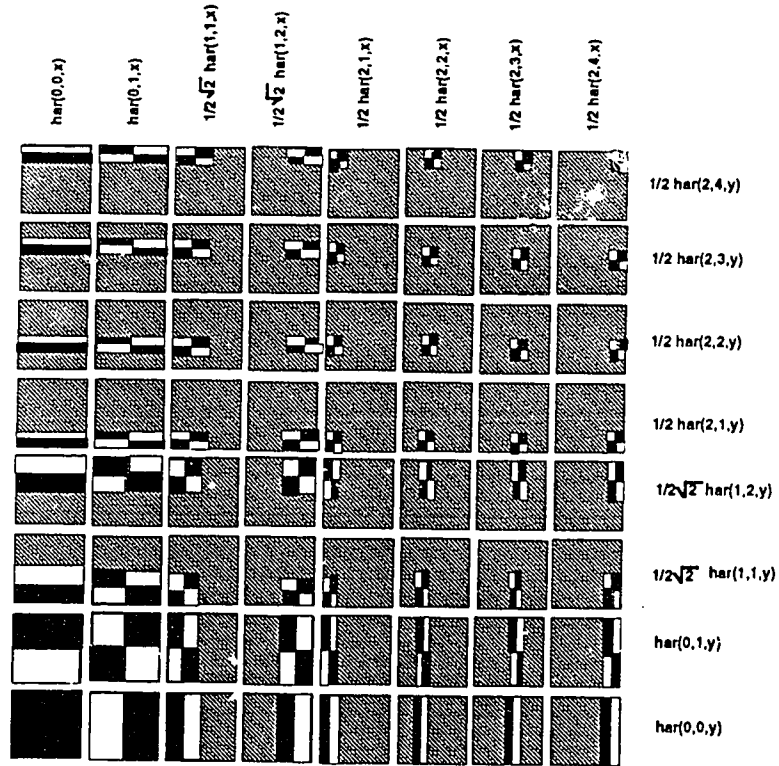 har(0,0,x)
har(0,1,x)
1/2√2 har(1,1,x)
1/2√2 har(1,2,x)
1/2 har(2,1,x)
1/2 har(2,2,x)
1/2 har(2,3,x)
1/2 har(2,4,x)
1/2 har(2,4,y)
1/2 har(2,3,y)
1/2 har(2,2,y)
1/2 har(2,1,y)
1/2√2 har(1,2,y)
1/2√2 har(1,1,y)
har(0,1,y)
har(0,0,y)